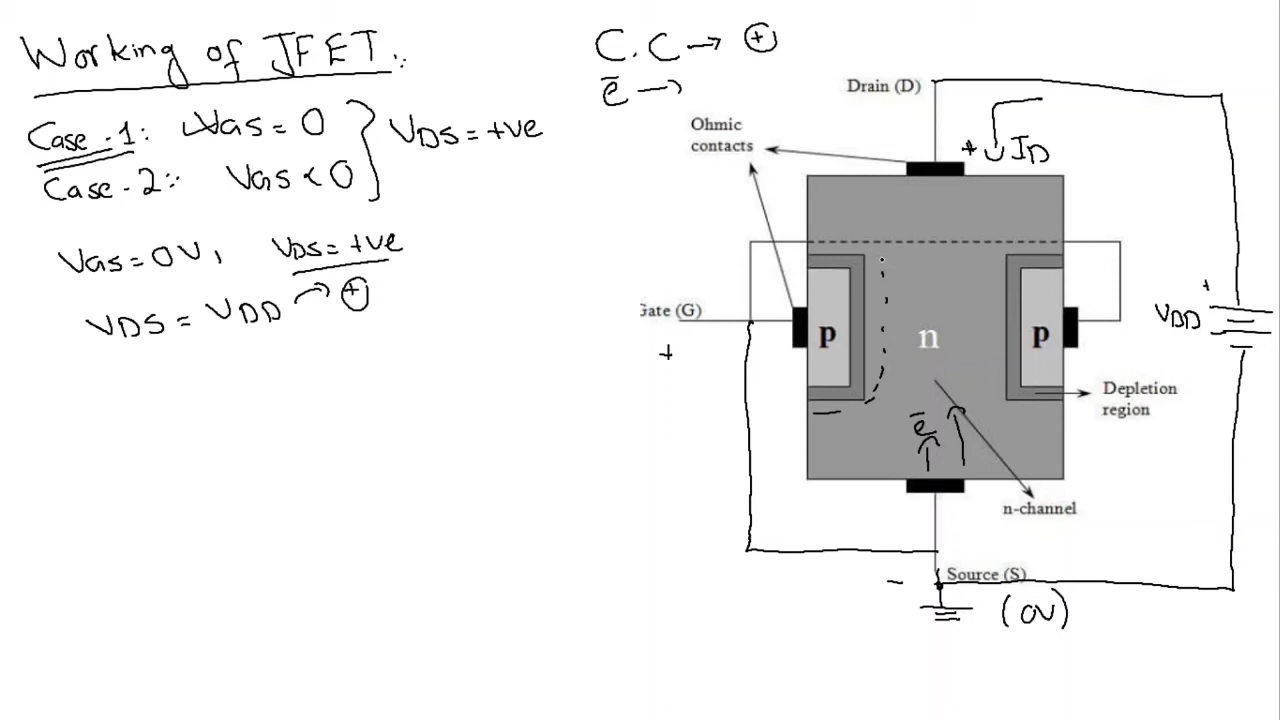 Working of JFET:
Case-1: VGS = 0
Case-2: VGS < 0
} VDS = +ve
VGS = 0V, VDS = +ve
VDS = VDD → +
C.C → +
e⁻ →
Drain (D)
Ohmic
contacts
+ ID
Gate (G)
+
p
n
p
+
VDD
Depletion
region
e⁻
n-channel
Source (S)
-
(0V)